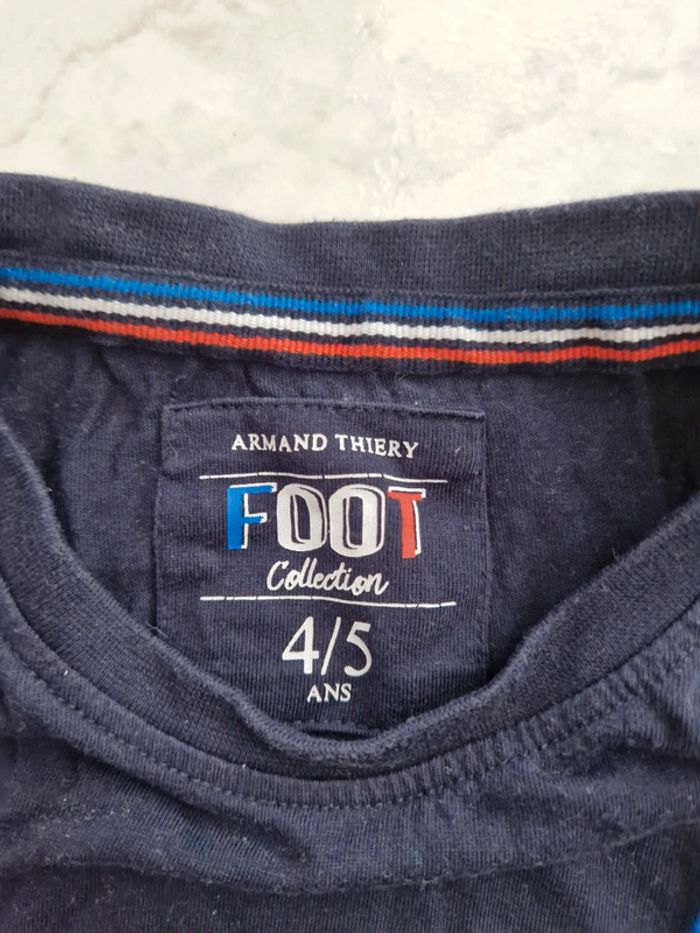 ARMAND THIERY
FOOT
Collection
4/5
ANS